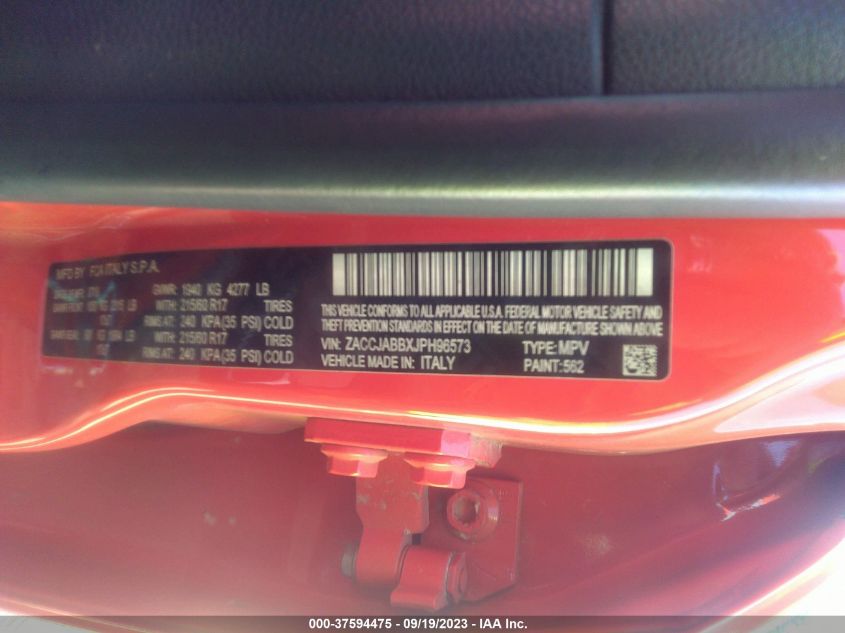 MFD BY FCA ITALY S.P.A.
GVWR: 1940 KG 4277 LB
LB
WITH: 215/60 R17 TIRES
RIMS AT: 240 KPA(35 PSI) COLD
LB
WITH: 215/60 R17 TIRES
RIMS AT: 240 KPA(35 PSI) COLD
THIS VEHICLE CONFORMS TO ALL APPLICABLE U.S.A. FEDERAL MOTOR VEHICLE SAFETY AND
THEFT PREVENTION STANDARDS IN EFFECT ON THE DATE OF MANUFACTURE SHOWN ABOVE
VIN: ZACCJABBXJPH96573 TYPE: MPV
VEHICLE MADE IN: ITALY PAINT: 562
000-37594475 - 09/19/2023 - IAA Inc.